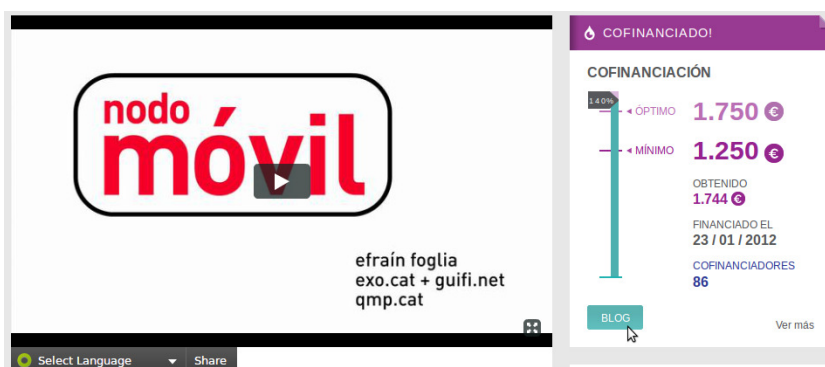 nodo
móvil
efraín foglia
exo.cat + guifi.net
qmp.cat
Select Language
Share
COFINANCIADO!
COFINANCIACIÓN
140%
ÓPTIMO 1.750 €
MÍNIMO 1.250 €
OBTENIDO
1.744 €
FINANCIADO EL
23 / 01 / 2012
COFINANCIADORES
86
BLOG
Ver más